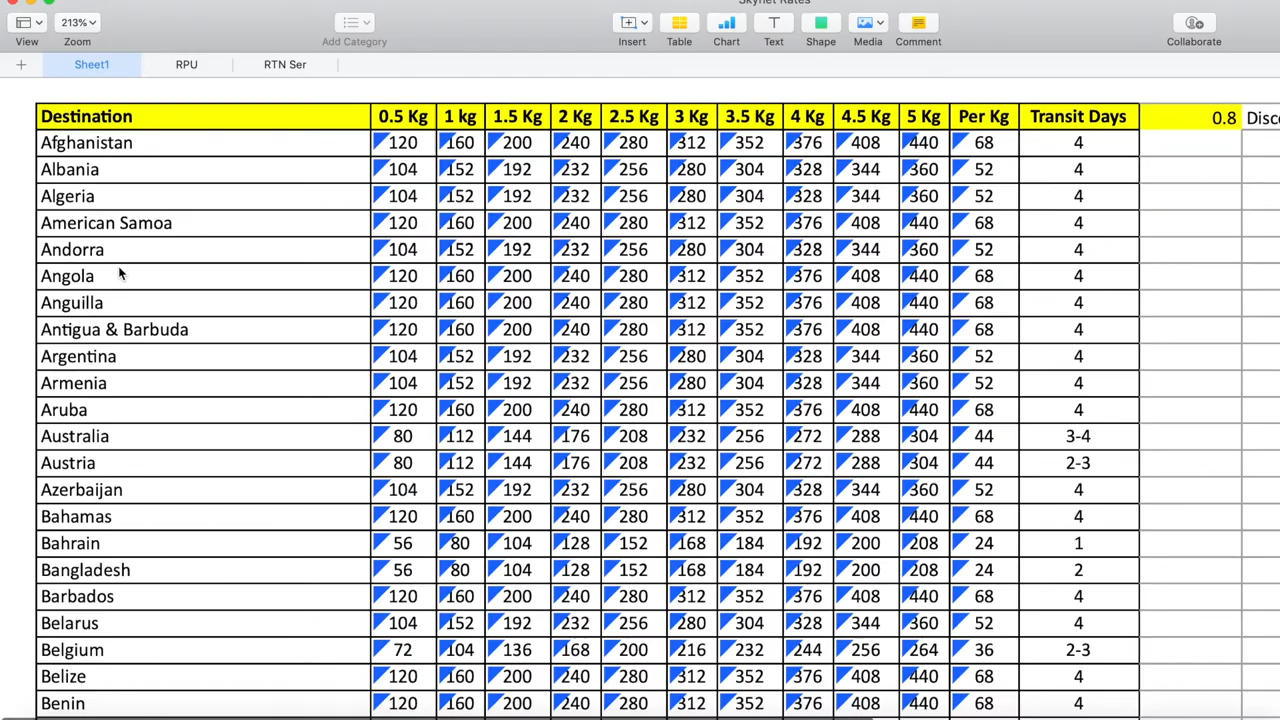 Skynet Rates
213%
View
Zoom
Add Category
Insert
Table
Chart
Text
Shape
Media
Comment
Collaborate
Sheet1 RPU RTN Ser
Destination 0.5 Kg 1 kg 1.5 Kg 2 Kg 2.5 Kg 3 Kg 3.5 Kg 4 Kg 4.5 Kg 5 Kg Per Kg Transit Days 0.8 Disc
Afghanistan 120 160 200 240 280 312 352 376 408 440 68 4
Albania 104 152 192 232 256 280 304 328 344 360 52 4
Algeria 104 152 192 232 256 280 304 328 344 360 52 4
American Samoa 120 160 200 240 280 312 352 376 408 440 68 4
Andorra 104 152 192 232 256 280 304 328 344 360 52 4
Angola 120 160 200 240 280 312 352 376 408 440 68 4
Anguilla 120 160 200 240 280 312 352 376 408 440 68 4
Antigua & Barbuda 120 160 200 240 280 312 352 376 408 440 68 4
Argentina 104 152 192 232 256 280 304 328 344 360 52 4
Armenia 104 152 192 232 256 280 304 328 344 360 52 4
Aruba 120 160 200 240 280 312 352 376 408 440 68 4
Australia 80 112 144 176 208 232 256 272 288 304 44 3-4
Austria 80 112 144 176 208 232 256 272 288 304 44 2-3
Azerbaijan 104 152 192 232 256 280 304 328 344 360 52 4
Bahamas 120 160 200 240 280 312 352 376 408 440 68 4
Bahrain 56 80 104 128 152 168 184 192 200 208 24 1
Bangladesh 56 80 104 128 152 168 184 192 200 208 24 2
Barbados 120 160 200 240 280 312 352 376 408 440 68 4
Belarus 104 152 192 232 256 280 304 328 344 360 52 4
Belgium 72 104 136 168 200 216 232 244 256 264 36 2-3
Belize 120 160 200 240 280 312 352 376 408 440 68 4
Benin 120 160 200 240 280 312 352 376 408 440 68 4